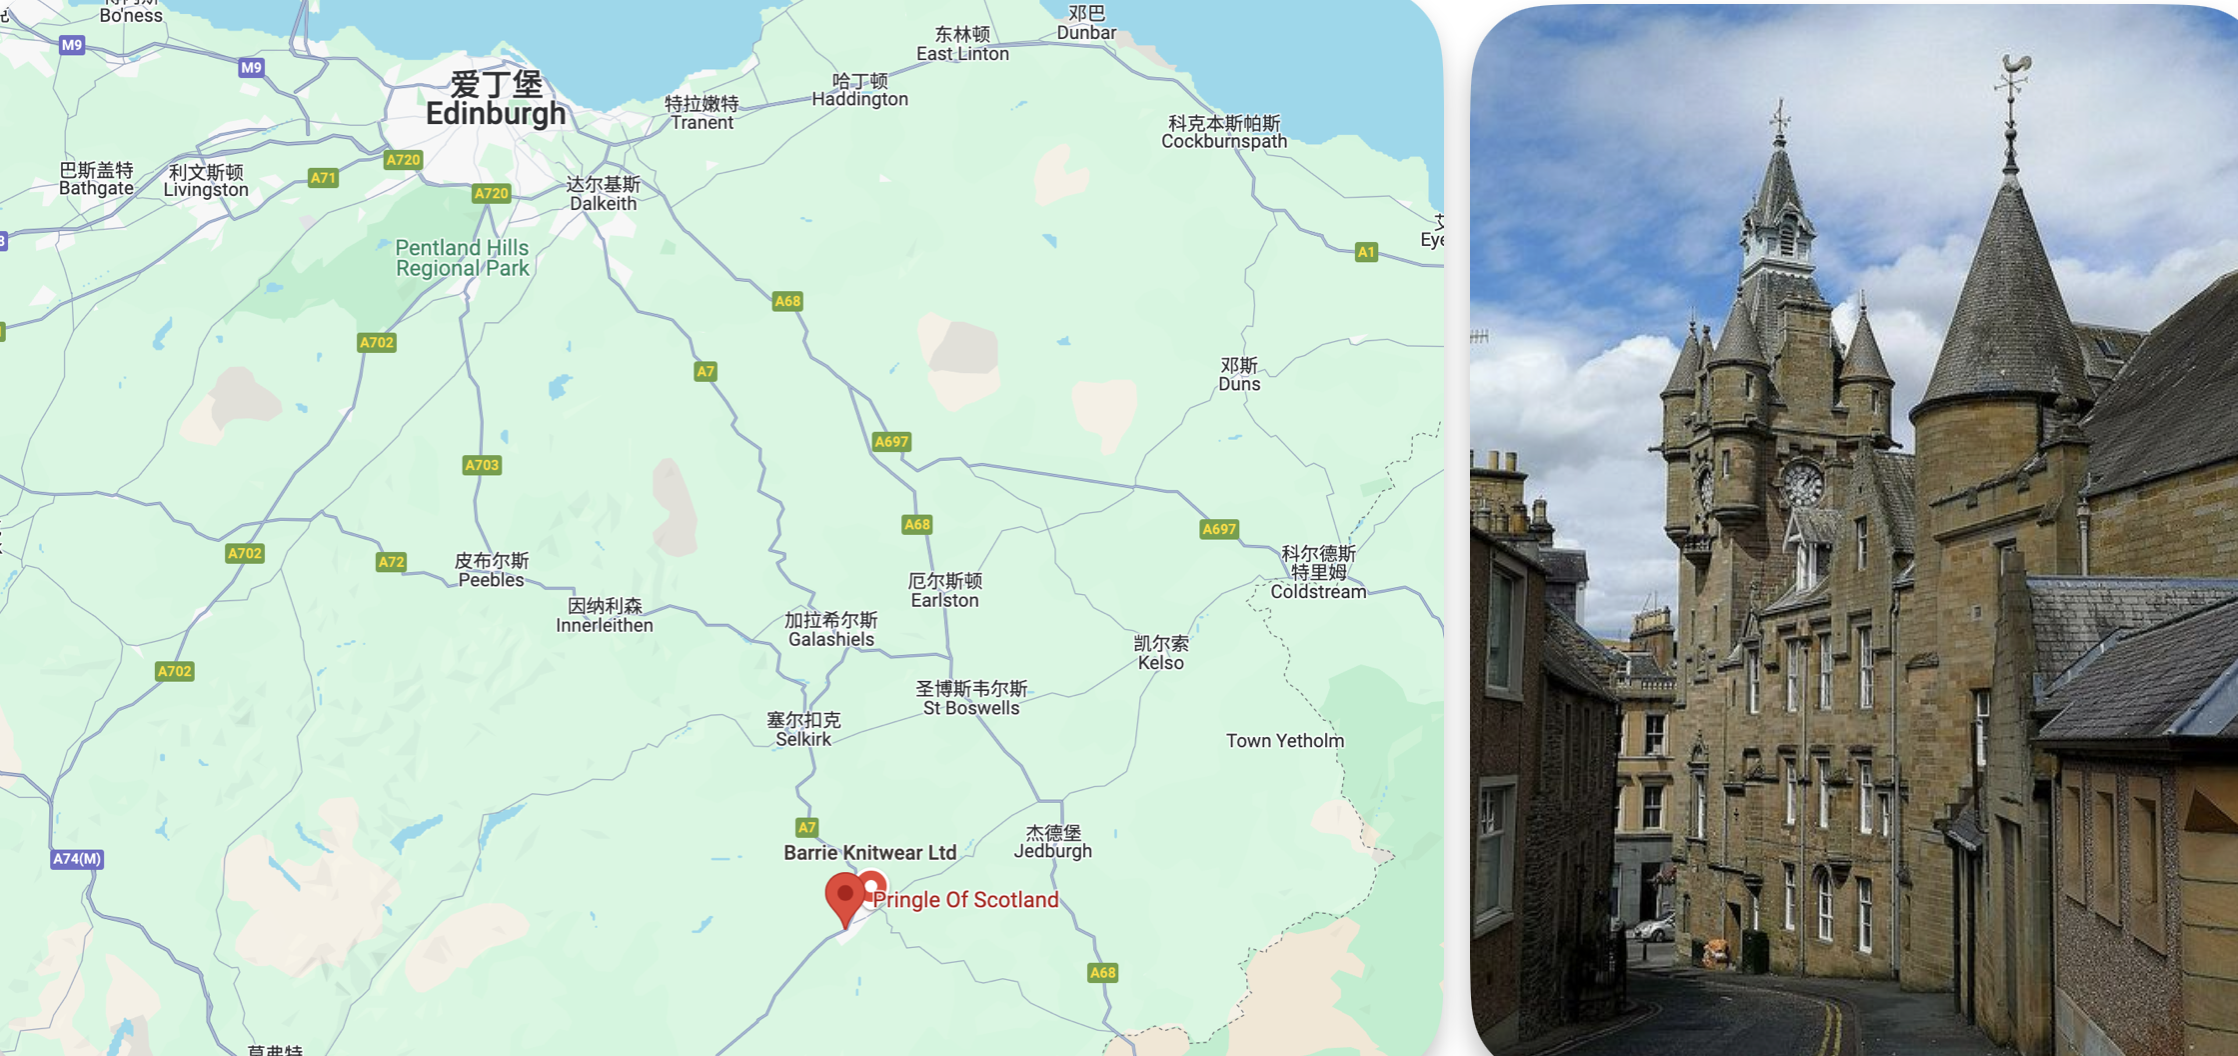 Bo'ness
M9
M9
爱丁堡
Edinburgh
东林顿
East Linton
邓巴
Dunbar
哈丁顿
Haddington
特拉嫩特
Tranent
科克本斯帕斯
Cockburnspath
巴斯盖特
Bathgate
利文斯顿
Livingston
A71
A720
A720
达尔基斯
Dalkeith
A1
Eye
Pentland Hills
Regional Park
A68
A702
A7
邓斯
Duns
A697
A703
A68
A697
A702
A72
皮布尔斯
Peebles
科尔德斯
特里姆
Coldstream
厄尔斯顿
Earlston
因纳利森
Innerleithen
加拉希尔斯
Galashiels
凯尔索
Kelso
A702
圣博斯韦尔斯
St Boswells
塞尔扣克
Selkirk
Town Yetholm
A7
杰德堡
Jedburgh
A74(M)
Barrie Knitwear Ltd
Pringle Of Scotland
A68
莫弗特